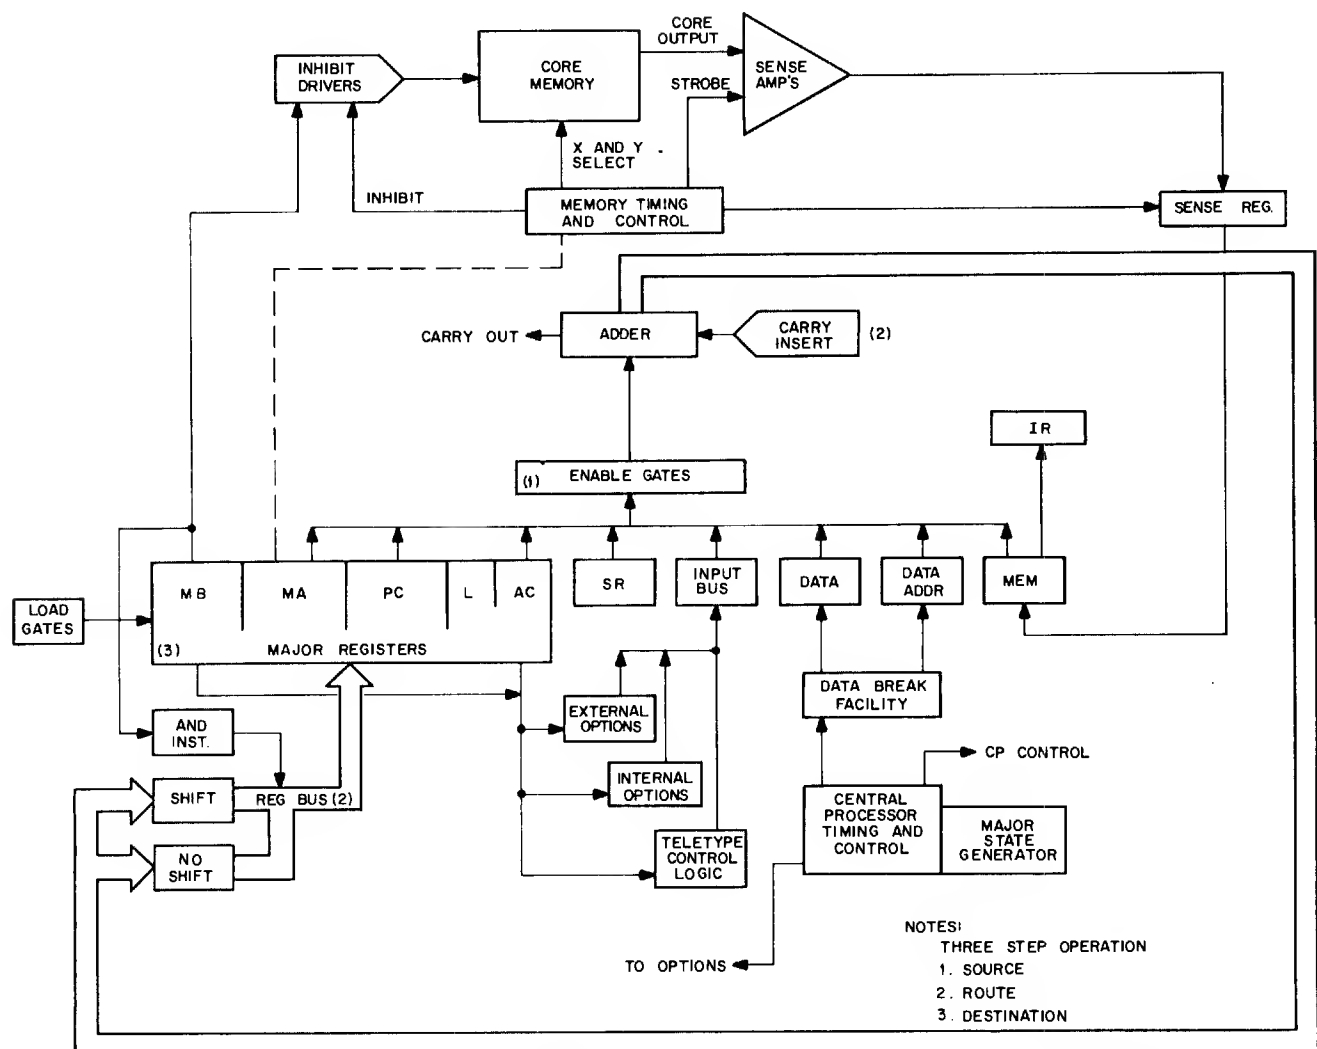 CORE
OUTPUT
INHIBIT
DRIVERS
CORE
MEMORY
SENSE
AMP'S
STROBE
X AND Y
SELECT
INHIBIT
MEMORY TIMING
AND CONTROL
SENSE REG.
CARRY OUT
ADDER
CARRY
INSERT
(2)
IR
(1) ENABLE GATES
LOAD
GATES
MB MA PC L AC
(3) MAJOR REGISTERS
SR
INPUT
BUS
DATA
DATA
ADDR
MEM
DATA BREAK
FACILITY
EXTERNAL
OPTIONS
AND
INST.
INTERNAL
OPTIONS
CP CONTROL
SHIFT
REG BUS (2)
CENTRAL
PROCESSOR
TIMING AND
CONTROL
MAJOR
STATE
GENERATOR
NO
SHIFT
TELETYPE
CONTROL
LOGIC
TO OPTIONS
NOTES:
THREE STEP OPERATION
1. SOURCE
2. ROUTE
3. DESTINATION